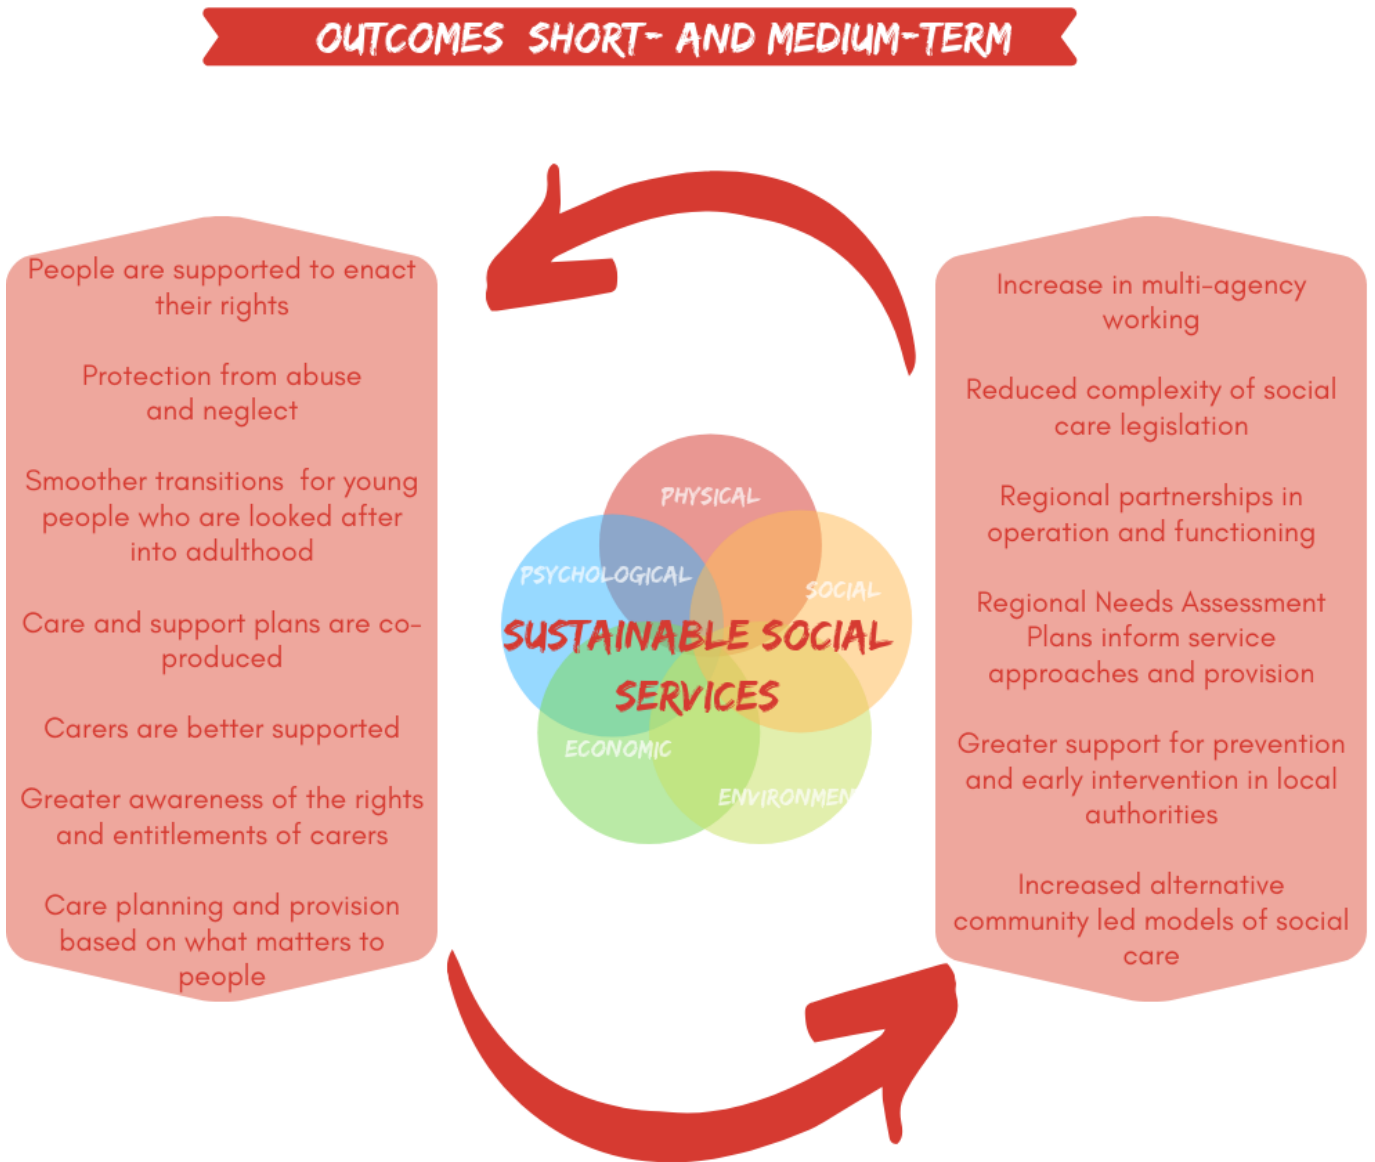 OUTCOMES SHORT- AND MEDIUM-TERM
People are supported to enact
their rights
Protection from abuse
and neglect
Smoother transitions for young
people who are looked after
into adulthood
Care and support plans are co-
produced
Carers are better supported
Greater awareness of the rights
and entitlements of carers
Care planning and provision
based on what matters to
people
PHYSICAL
PSYCHOLOGICAL
SOCIAL
SUSTAINABLE SOCIAL
SERVICES
ECONOMIC
ENVIRONMEN
Increase in multi-agency
working
Reduced complexity of social
care legislation
Regional partnerships in
operation and functioning
Regional Needs Assessment
Plans inform service
approaches and provision
Greater support for prevention
and early intervention in local
authorities
Increased alternative
community led models of social
care